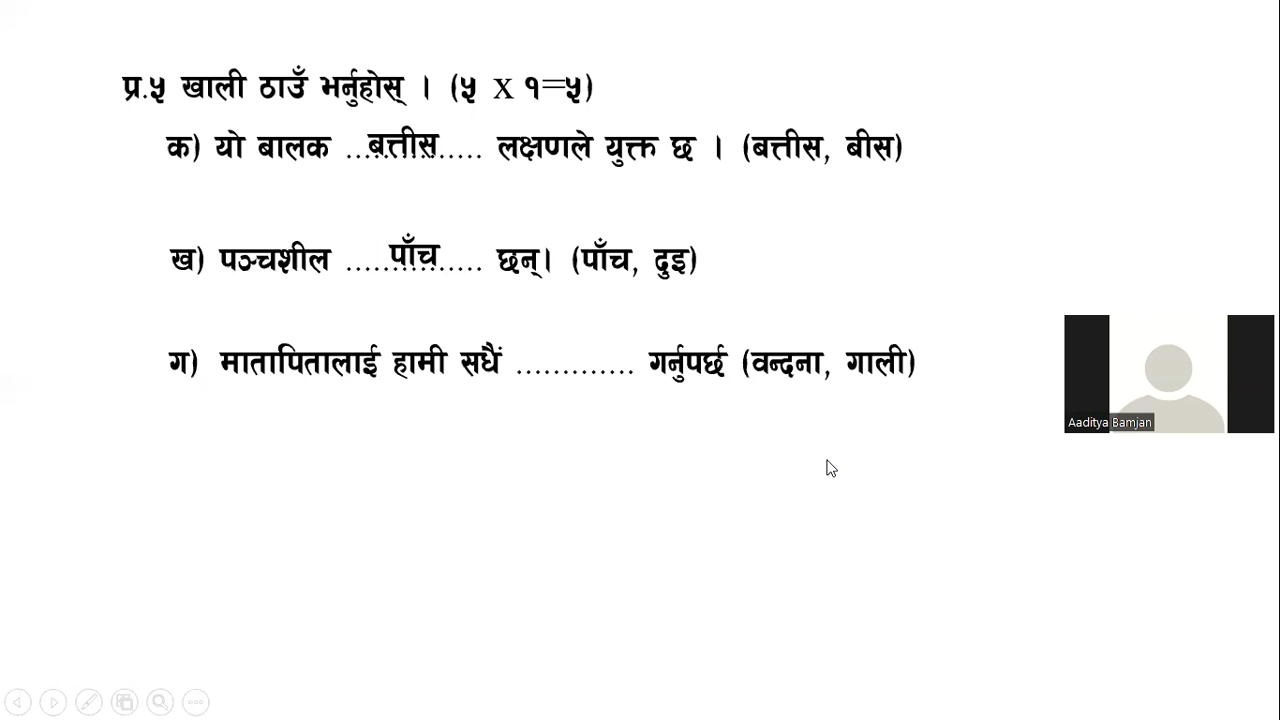 प्र.५ खाली ठाउँ भर्नुहोस् । (५ x १=५)
क) यो बालक ....बत्तीस..... लक्षणले युक्त छ । (बत्तीस, बीस)
ख) पञ्चशील ....पाँच..... छन्। (पाँच, दुइ)
ग) मातापितालाई हामी सधैं ............. गर्नुपर्छ (वन्दना, गाली)
Aaditya Bamjan